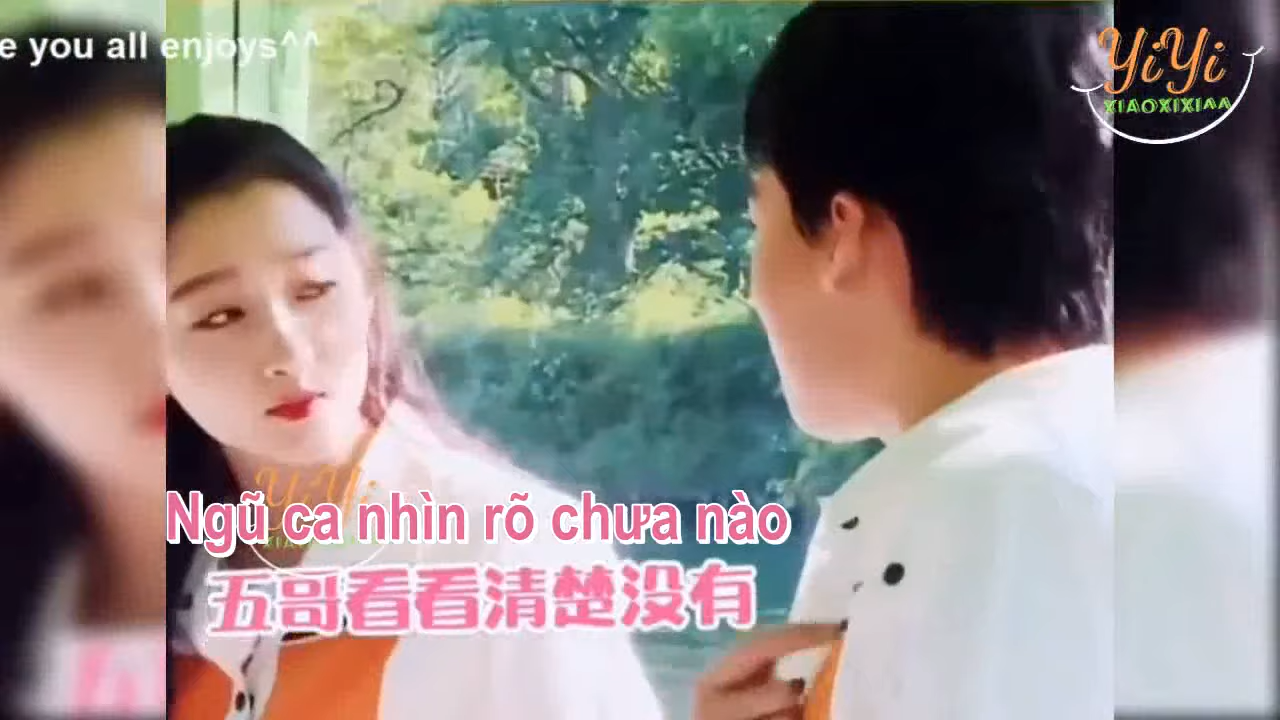 e you all enjoys^^
YiYi
XIAOXIXIAA
YiYi
Ngũ ca nhìn rõ chưa nào
五哥看看清楚没有